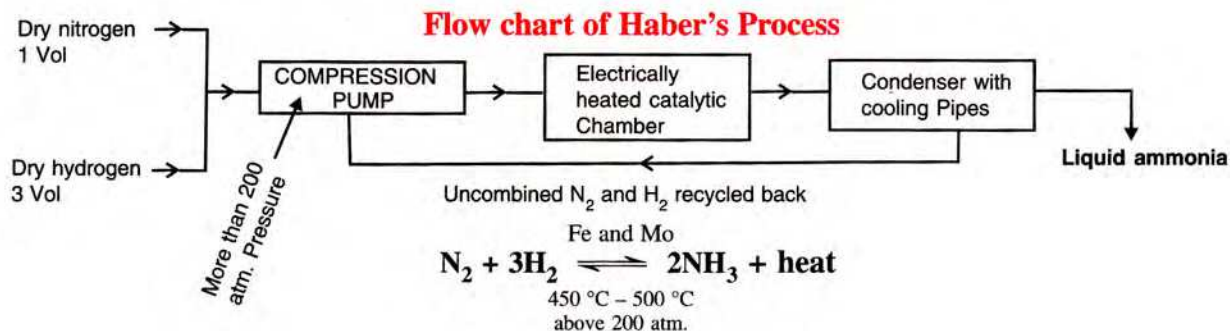 Flow chart of Haber's Process
Dry nitrogen
1 Vol
COMPRESSION
PUMP
Electrically
heated catalytic
Chamber
Condenser with
cooling Pipes
Liquid ammonia
Dry hydrogen
3 Vol
More than 200
atm. Pressure
Uncombined N₂ and H₂ recycled back
Fe and Mo
N₂ + 3H₂ ⇌ 2NH₃ + heat
450 °C – 500 °C
above 200 atm.